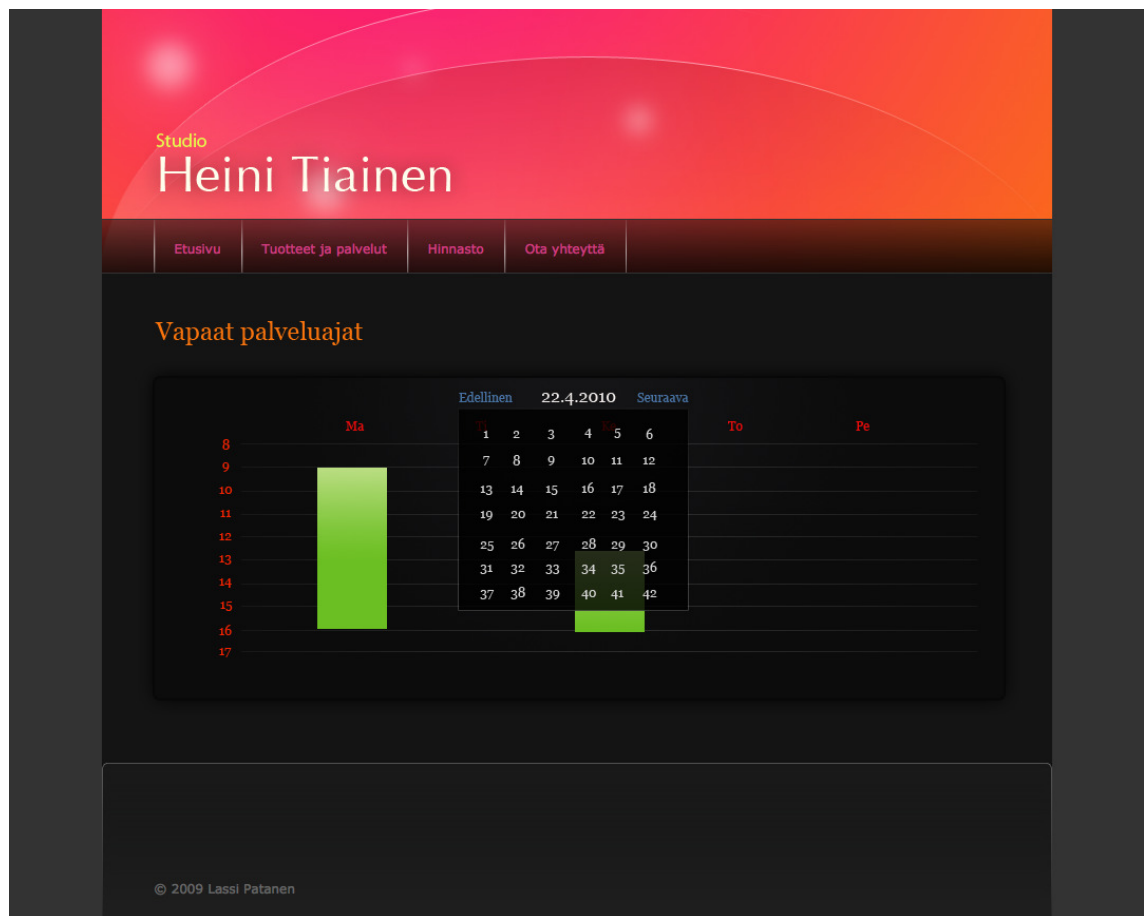 Studio
Heini Tiainen
Etusivu Tuotteet ja palvelut Hinnasto Ota yhteyttä
Vapaat palveluajat
Edellinen 22.4.2010 Seuraava
Ma To Pe
8
9
10
11
12
13
14
15
16
17
1 2 3 4 5 6
7 8 9 10 11 12
13 14 15 16 17 18
19 20 21 22 23 24
25 26 27 28 29 30
31 32 33 34 35 36
37 38 39 40 41 42
© 2009 Lassi Patanen